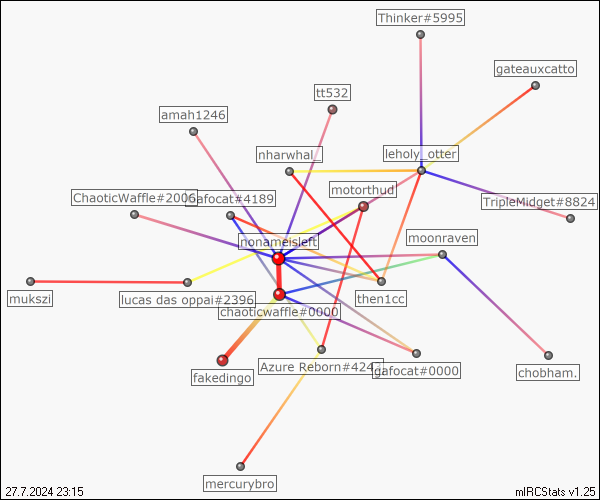 Thinker#5995
gateauxcatto
tt532
amah1246
nharwhal_
leholy_otter
motorthud
ChaoticWaffle#2006
Gafocat#4189
TripleMidget#8824
nonameisleft
moonraven
mukszi
lucas das oppai#2396
then1cc
chaoticwaffle#0000
Azure Reborn#424
gafocat#0000
fakedingo
chobham.
mercurybro
27.7.2024 23:15
mIRCStats v1.25